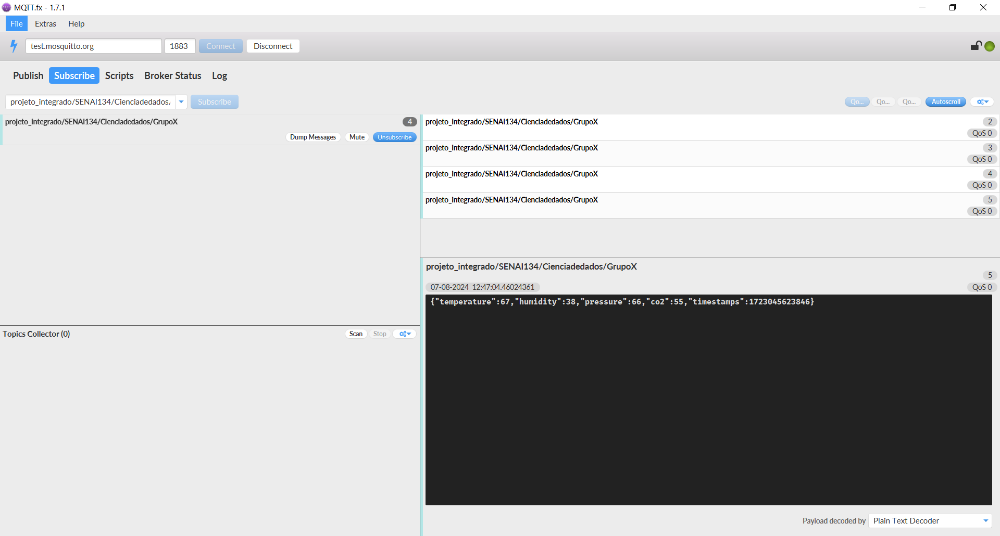 MQTT.fx - 1.7.1
File Extras Help
test.mosquitto.org 1883 Connect Disconnect
Publish Subscribe Scripts Broker Status Log
projeto_integrado/SENAI134/Cienciadedados/ Subscribe Qo... Qo... Qo... Autoscroll
projeto_integrado/SENAI134/Cienciadedados/GrupoX 4
Dump Messages Mute Unsubscribe
projeto_integrado/SENAI134/Cienciadedados/GrupoX 2
QoS 0
projeto_integrado/SENAI134/Cienciadedados/GrupoX 3
QoS 0
projeto_integrado/SENAI134/Cienciadedados/GrupoX 4
QoS 0
projeto_integrado/SENAI134/Cienciadedados/GrupoX 5
QoS 0
projeto_integrado/SENAI134/Cienciadedados/GrupoX
5
07-08-2024 12:47:04.46024361 QoS 0
{"temperature":67,"humidity":38,"pressure":66,"co2":55,"timestamps":1723045623846}
Topics Collector (0) Scan Stop
Payload decoded by Plain Text Decoder